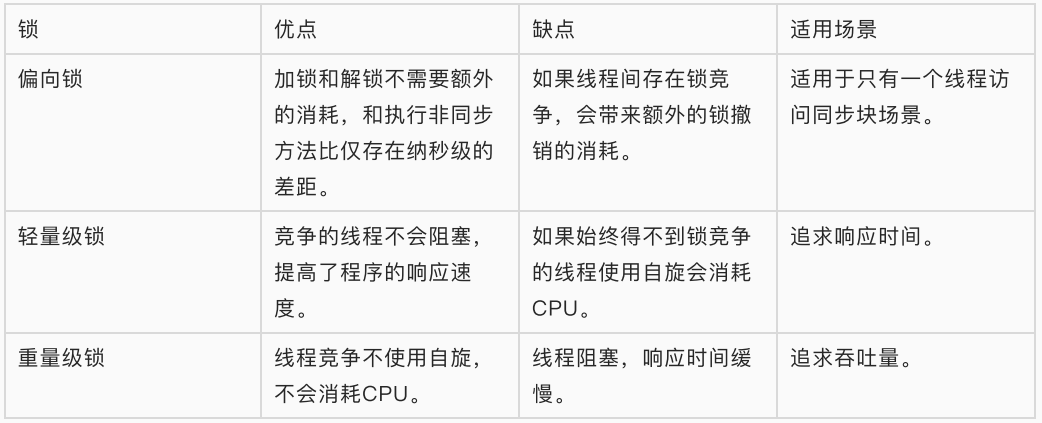 锁
优点
缺点
适用场景
偏向锁
加锁和解锁不需要额外
的消耗，和执行非同步
方法比仅存在纳秒级的
差距。
如果线程间存在锁竞
争，会带来额外的锁撤
销的消耗。
适用于只有一个线程访
问同步块场景。
轻量级锁
竞争的线程不会阻塞，
提高了程序的响应速
度。
如果始终得不到锁竞争
的线程使用自旋会消耗
CPU。
追求响应时间。
重量级锁
线程竞争不使用自旋，
不会消耗CPU。
线程阻塞，响应时间缓
慢。
追求吞吐量。